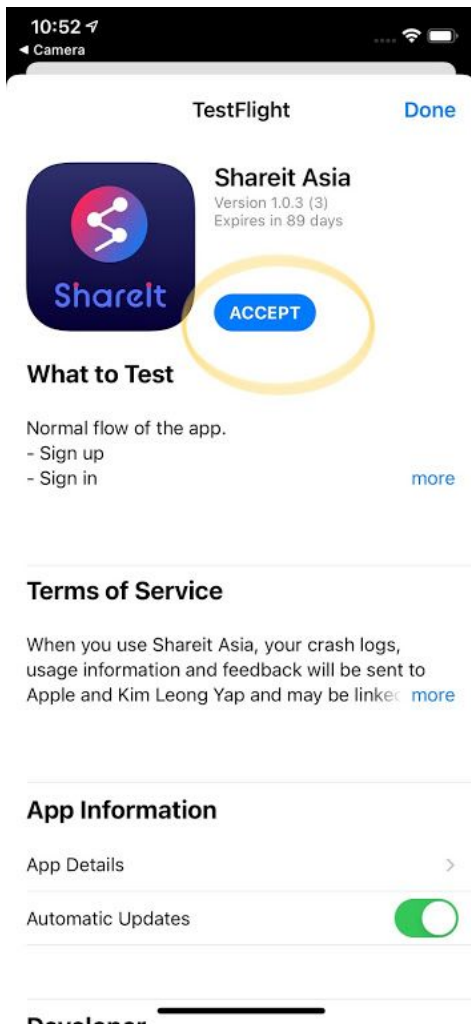 10:52
◀ Camera
TestFlight
Done
Shareit Asia
Version 1.0.3 (3)
Expires in 89 days
ShareIt
ACCEPT
What to Test
Normal flow of the app.
- Sign up
- Sign in
more
Terms of Service
When you use Shareit Asia, your crash logs,
usage information and feedback will be sent to
Apple and Kim Leong Yap and may be linked
more
App Information
App Details
Automatic Updates
Developer